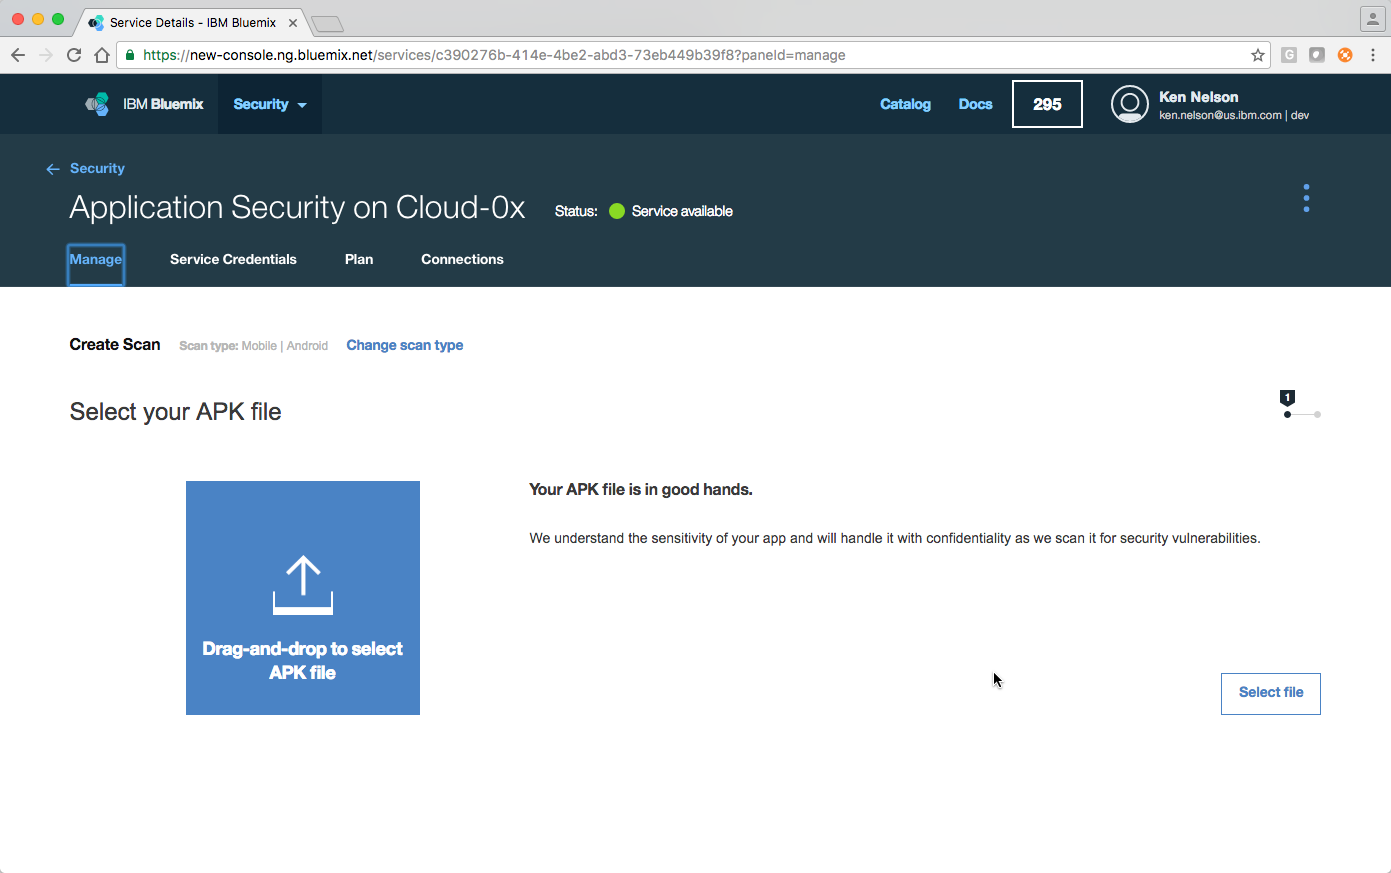 Service Details - IBM Bluemix
https://new-console.ng.bluemix.net/services/c390276b-414e-4be2-abd3-73eb449b39f8?paneId=manage
G
IBM Bluemix
Security
Catalog
Docs
295
Ken Nelson
ken.nelson@us.ibm.com | dev
Security
Application Security on Cloud-0x
Status: Service available
Manage
Service Credentials
Plan
Connections
Create Scan
Scan type: Mobile | Android
Change scan type
Select your APK file
1
Drag-and-drop to select
APK file
Your APK file is in good hands.
We understand the sensitivity of your app and will handle it with confidentiality as we scan it for security vulnerabilities.
Select file